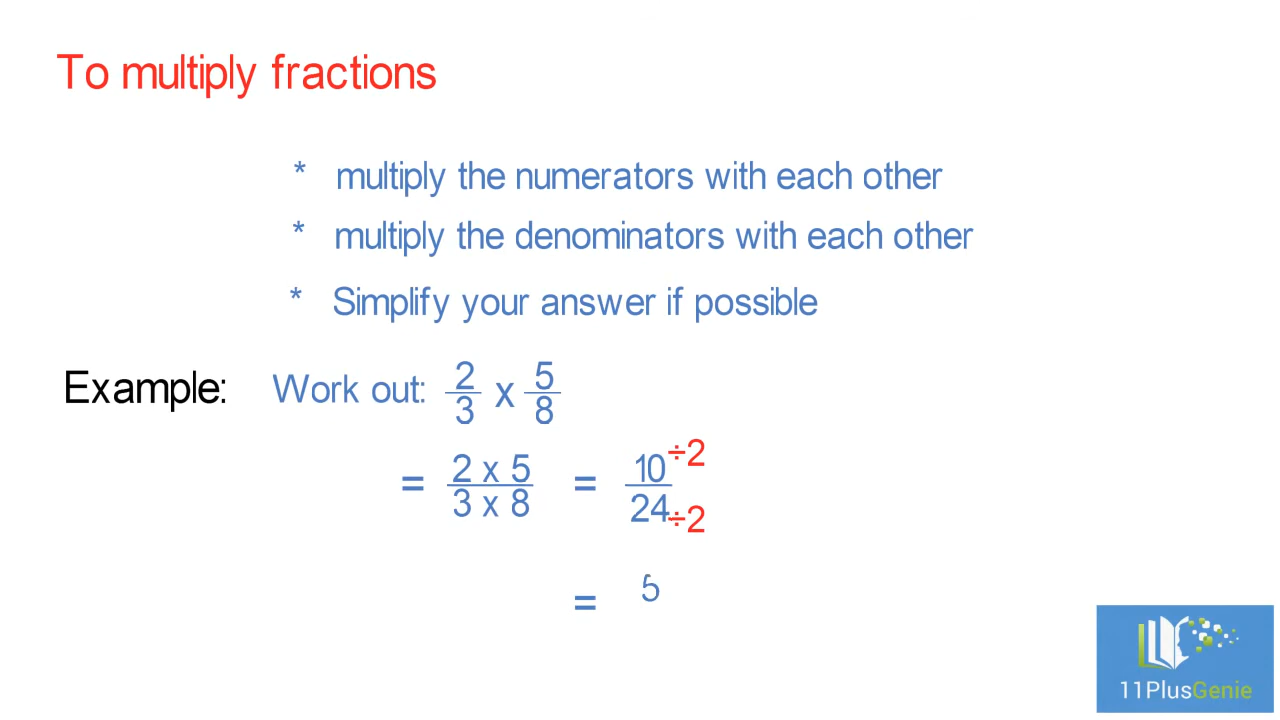 To multiply fractions
* multiply the numerators with each other
* multiply the denominators with each other
* Simplify your answer if possible
Example: Work out: 2/3 x 5/8
= 2 x 5 / 3 x 8 = 10 ÷2 / 24 ÷2
= 5
11PlusGenie